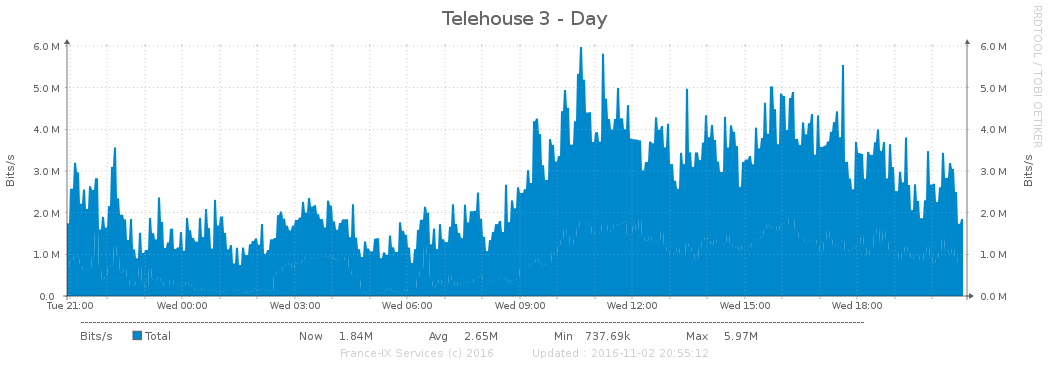 Telehouse 3 - Day
RRDTOOL / TOBI OETIKER
Bits/s
6.0 M
5.0 M
4.0 M
3.0 M
2.0 M
1.0 M
0.0
6.0 M
5.0 M
4.0 M
3.0 M
2.0 M
1.0 M
0.0 M
Bits/s
Tue 21:00 Wed 00:00 Wed 03:00 Wed 06:00 Wed 09:00 Wed 12:00 Wed 15:00 Wed 18:00
Bits/s Total Now 1.84M Avg 2.65M Min 737.69k Max 5.97M
France-IX Services (c) 2016 Updated : 2016-11-02 20:55:12